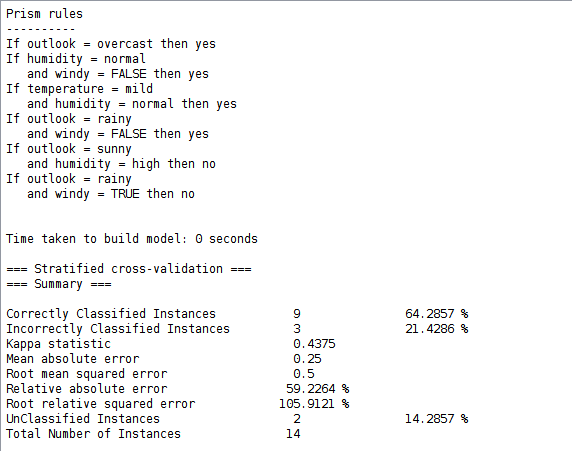 Prism rules
----------
If outlook = overcast then yes
If humidity = normal
   and windy = FALSE then yes
If temperature = mild
   and humidity = normal then yes
If outlook = rainy
   and windy = FALSE then yes
If outlook = sunny
   and humidity = high then no
If outlook = rainy
   and windy = TRUE then no
Time taken to build model: 0 seconds
=== Stratified cross-validation ===
=== Summary ===
Correctly Classified Instances           9               64.2857 %
Incorrectly Classified Instances         3               21.4286 %
Kappa statistic                          0.4375
Mean absolute error                      0.25
Root mean squared error                  0.5
Relative absolute error                 59.2264 %
Root relative squared error            105.9121 %
UnClassified Instances                   2               14.2857 %
Total Number of Instances               14